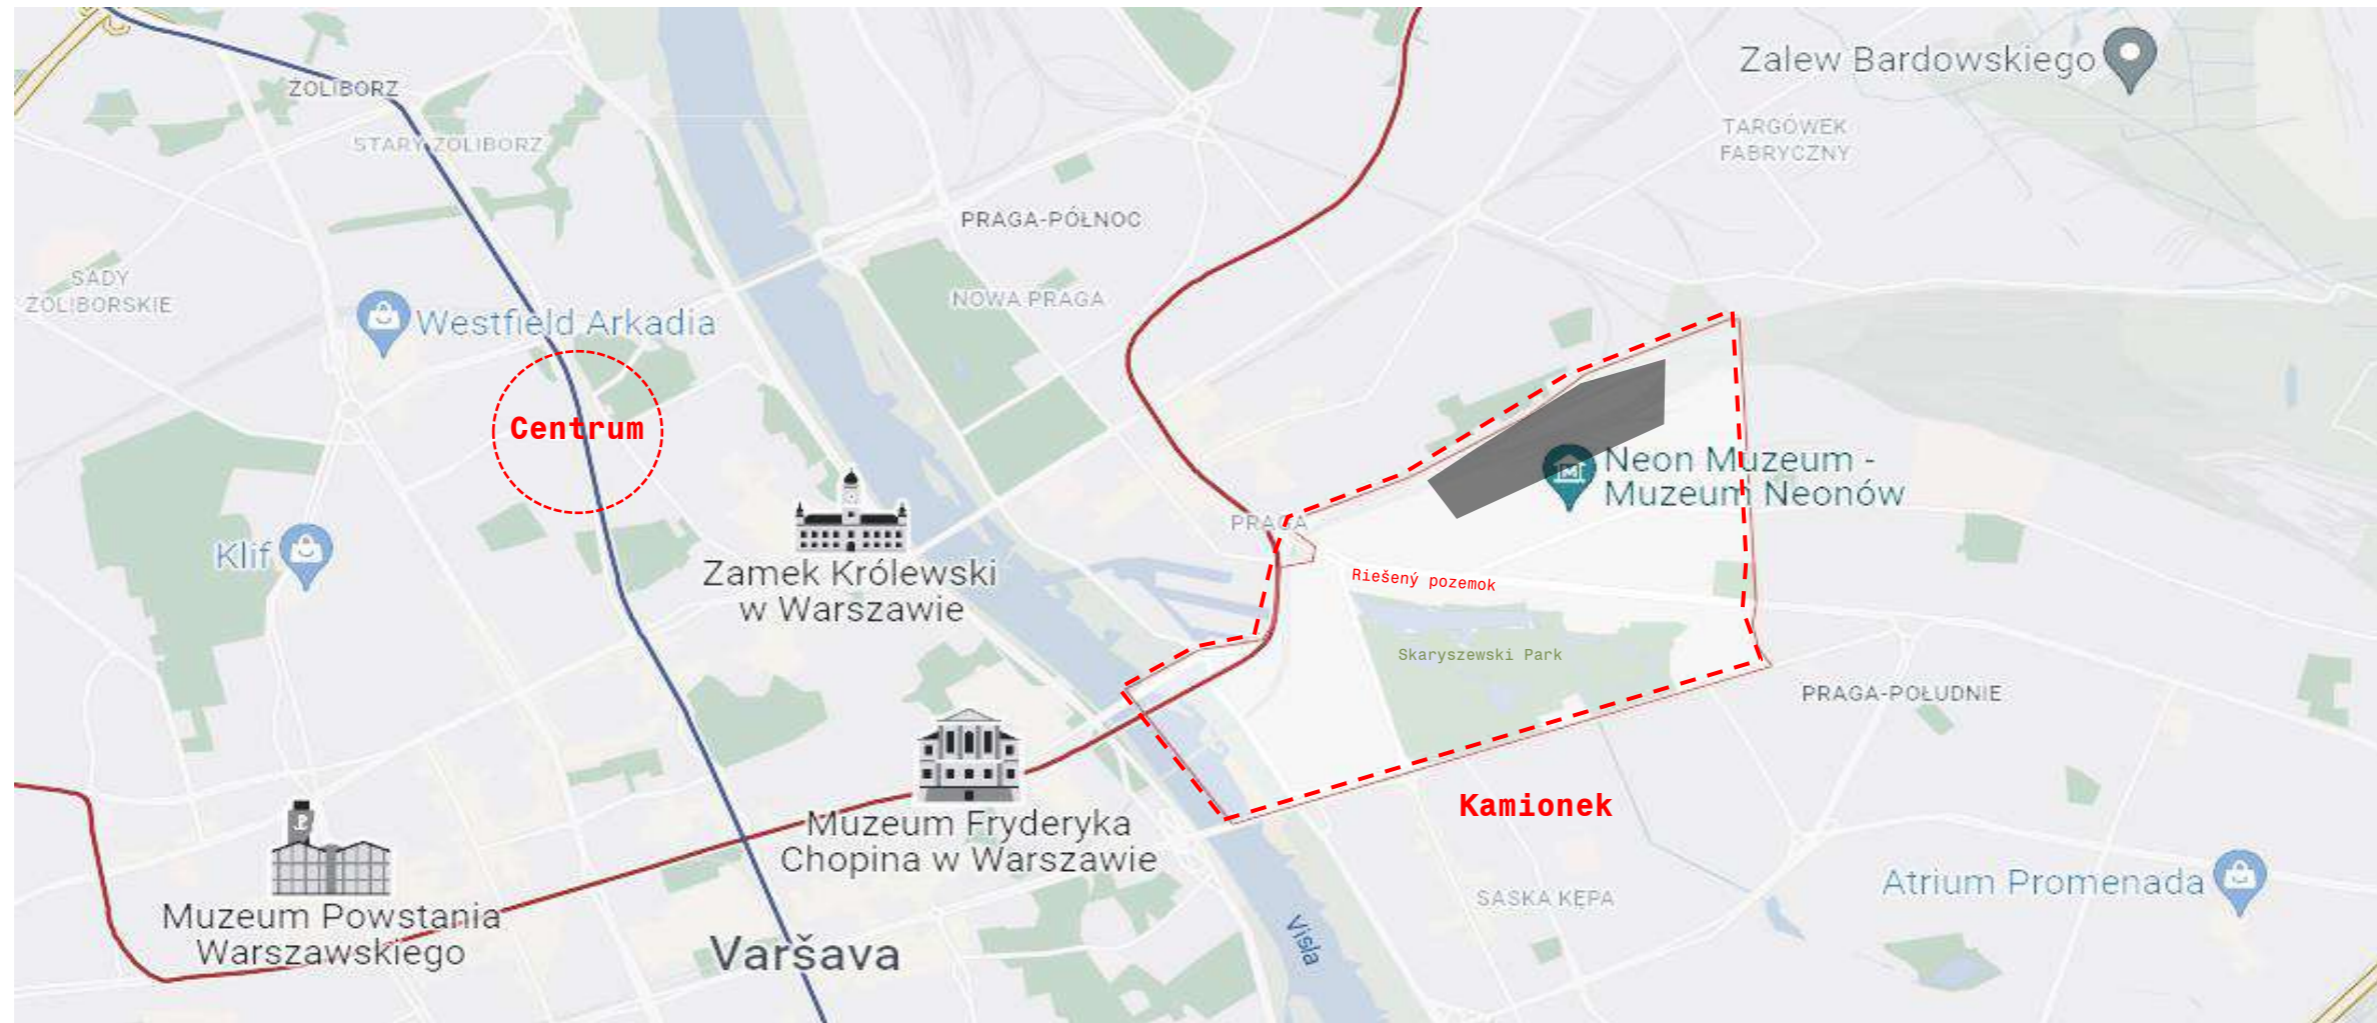 Zalew Bardowskiego
ŻOLIBORZ
TARGÓWEK
FABRYCZNY
STARY ŻOLIBORZ
PRAGA-PÓŁNOC
SADY
ŻOLIBORSKIE
NOWA PRAGA
Westfield Arkadia
Centrum
Neon Muzeum -
Muzeum Neonów
PRAGA
Klif
Zamek Królewski
w Warszawie
Riešený pozemok
Skaryszewski Park
PRAGA-POŁUDNIE
Kamionek
Muzeum Fryderyka
Chopina w Warszawie
Atrium Promenada
SASKA KĘPA
Muzeum Powstania
Warszawskiego
Varšava
Visla